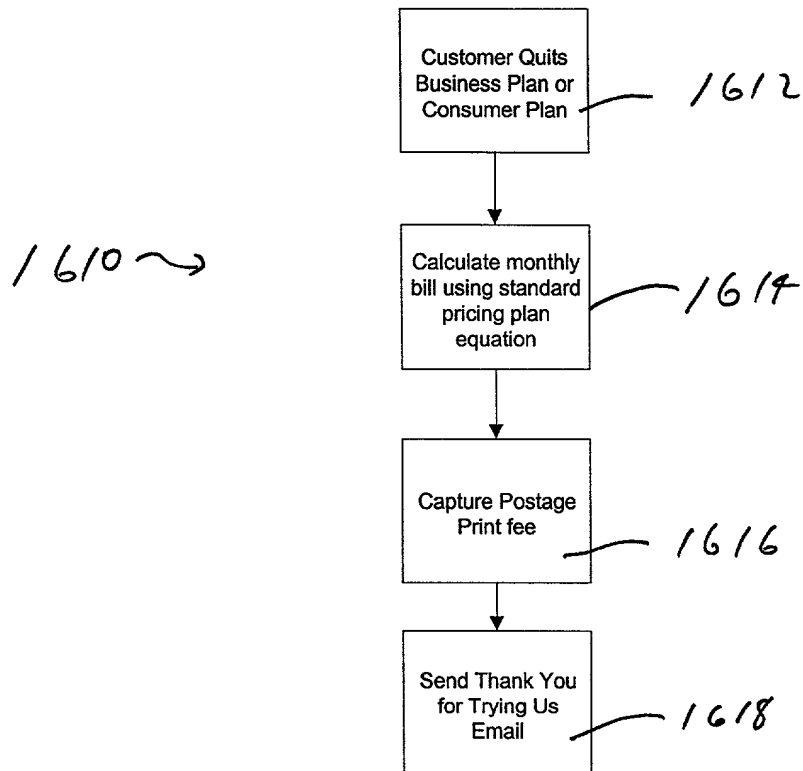 Customer Quits
Business Plan or
Consumer Plan
1612
1610
Calculate monthly
bill using standard
pricing plan
equation
1614
Capture Postage
Print fee
1616
Send Thank You
for Trying Us
Email
1618